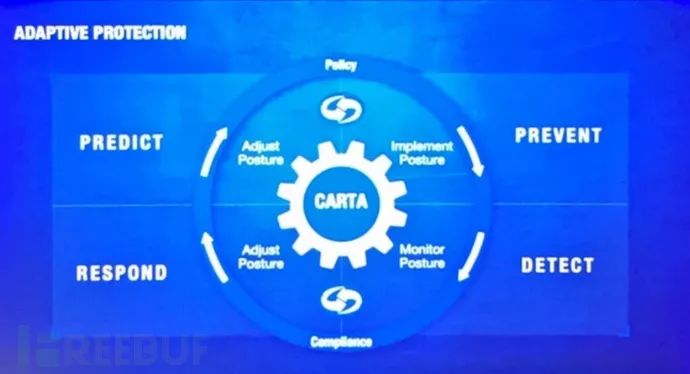 ADAPTIVE PROTECTION
Policy
PREDICT
PREVENT
Adjust
Posture
Implement
Posture
CARTA
Adjust
Posture
Monitor
Posture
RESPOND
DETECT
Compliance
FREEBUF